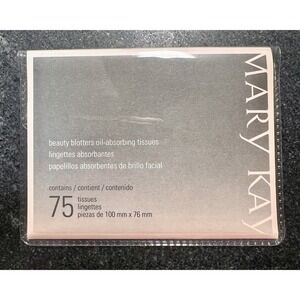 MARY KAY
beauty blotters oil-absorbing tissues
lingettes absorbantes
papelillos absorbentes de brillo facial
contains / contient / contenido
75 tissues
lingettes
piezas de 100 mm x 76 mm